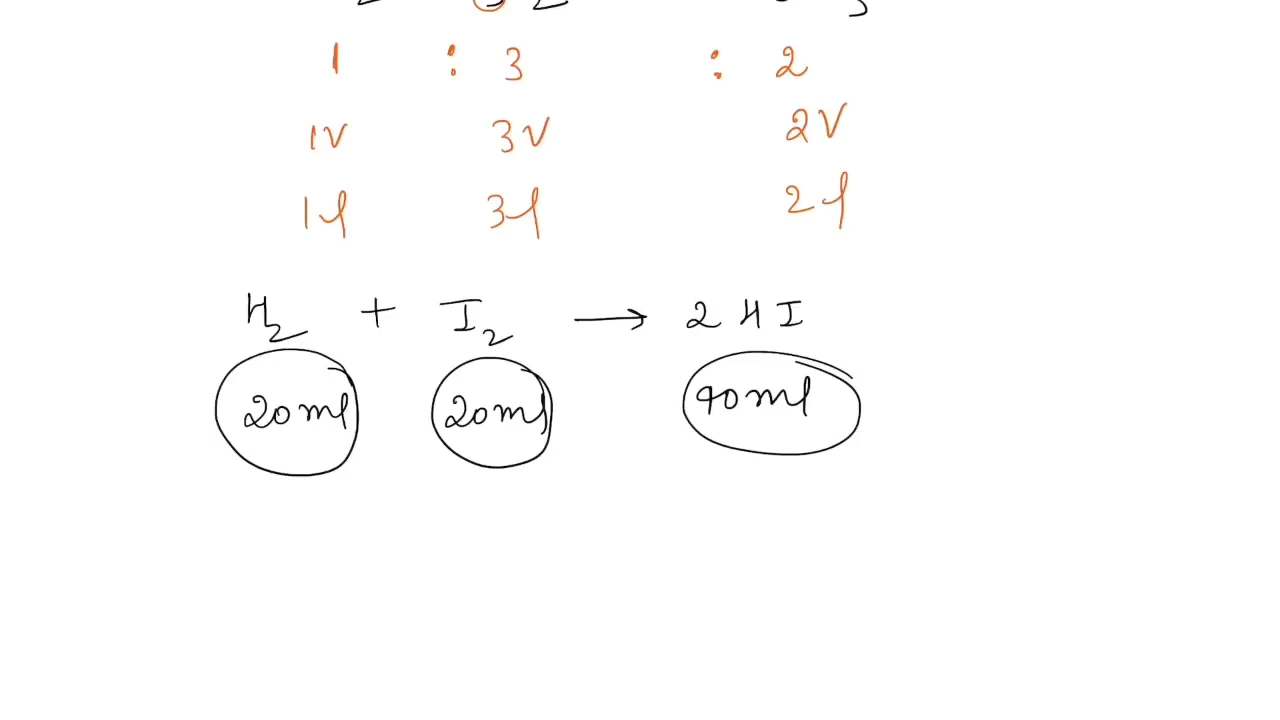 1 : 3 : 2
1V 3V 2V
1l 3l 2l
H₂ + I₂ → 2HI
20ml 20ml 40ml